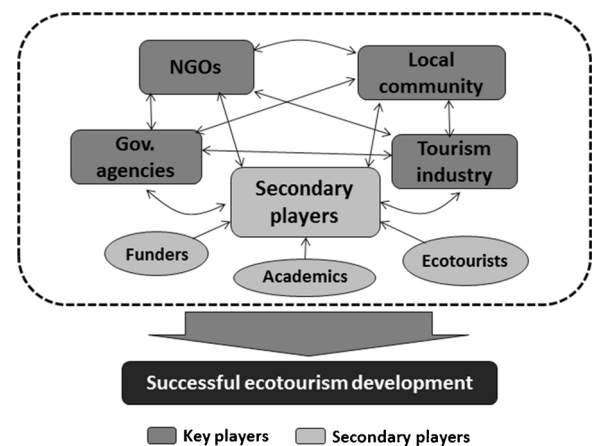 NGOs
Local
community
Gov.
agencies
Tourism
industry
Secondary
players
Funders
Academics
Ecotourists
Successful ecotourism development
Key players
Secondary players